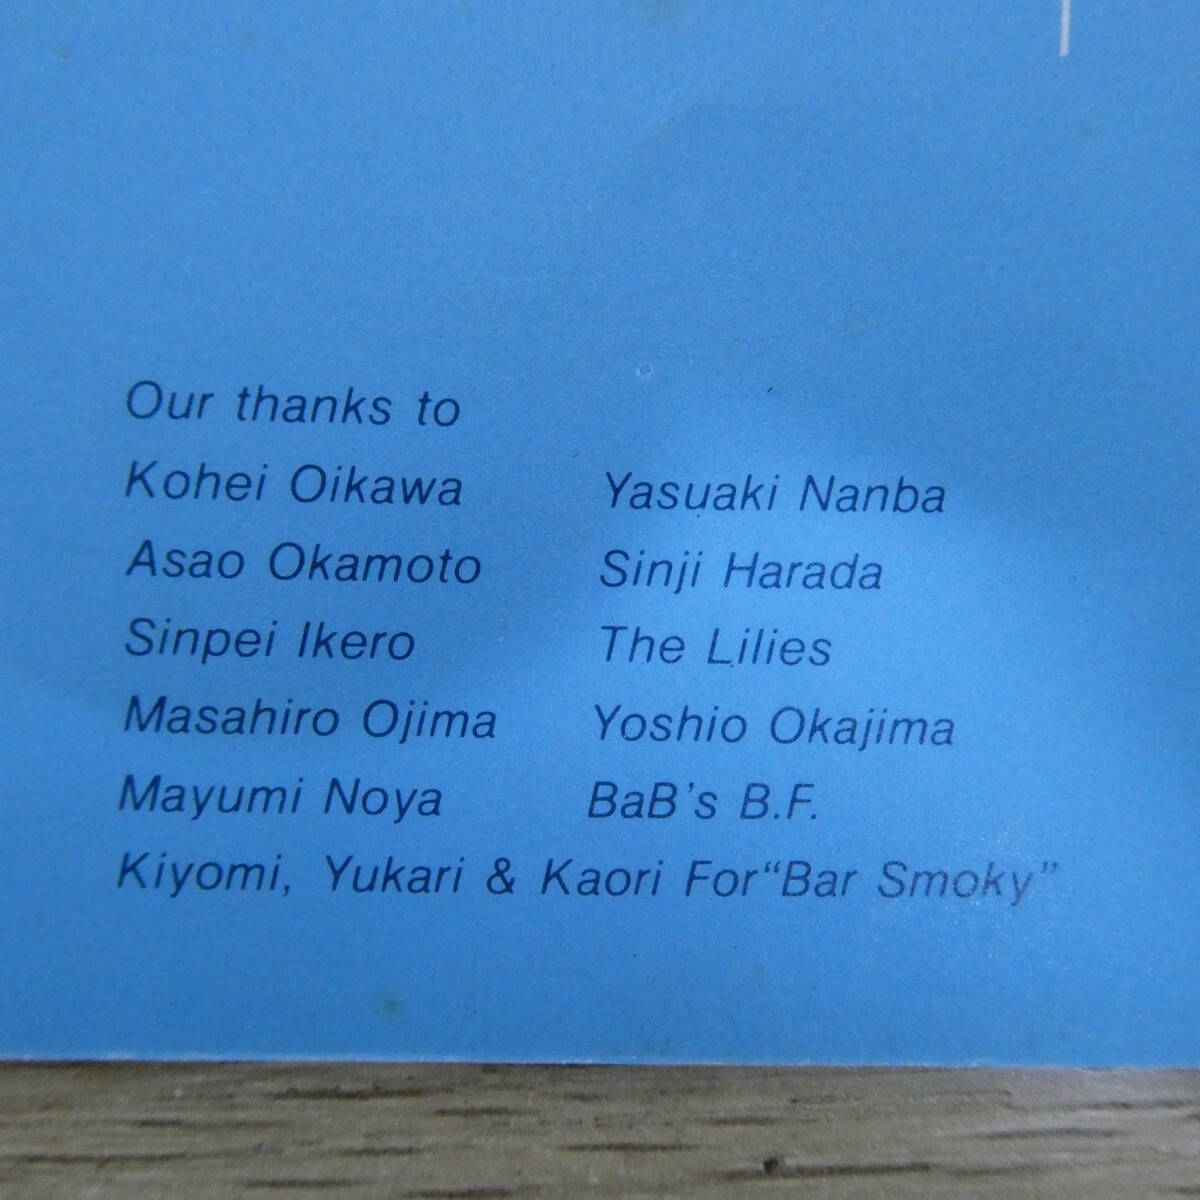 Our thanks to
Kohei Oikawa Yasuaki Nanba
Asao Okamoto Sinji Harada
Sinpei Ikero The Lilies
Masahiro Ojima Yoshio Okajima
Mayumi Noya BaB's B.F.
Kiyomi, Yukari & Kaori For“Bar Smoky”